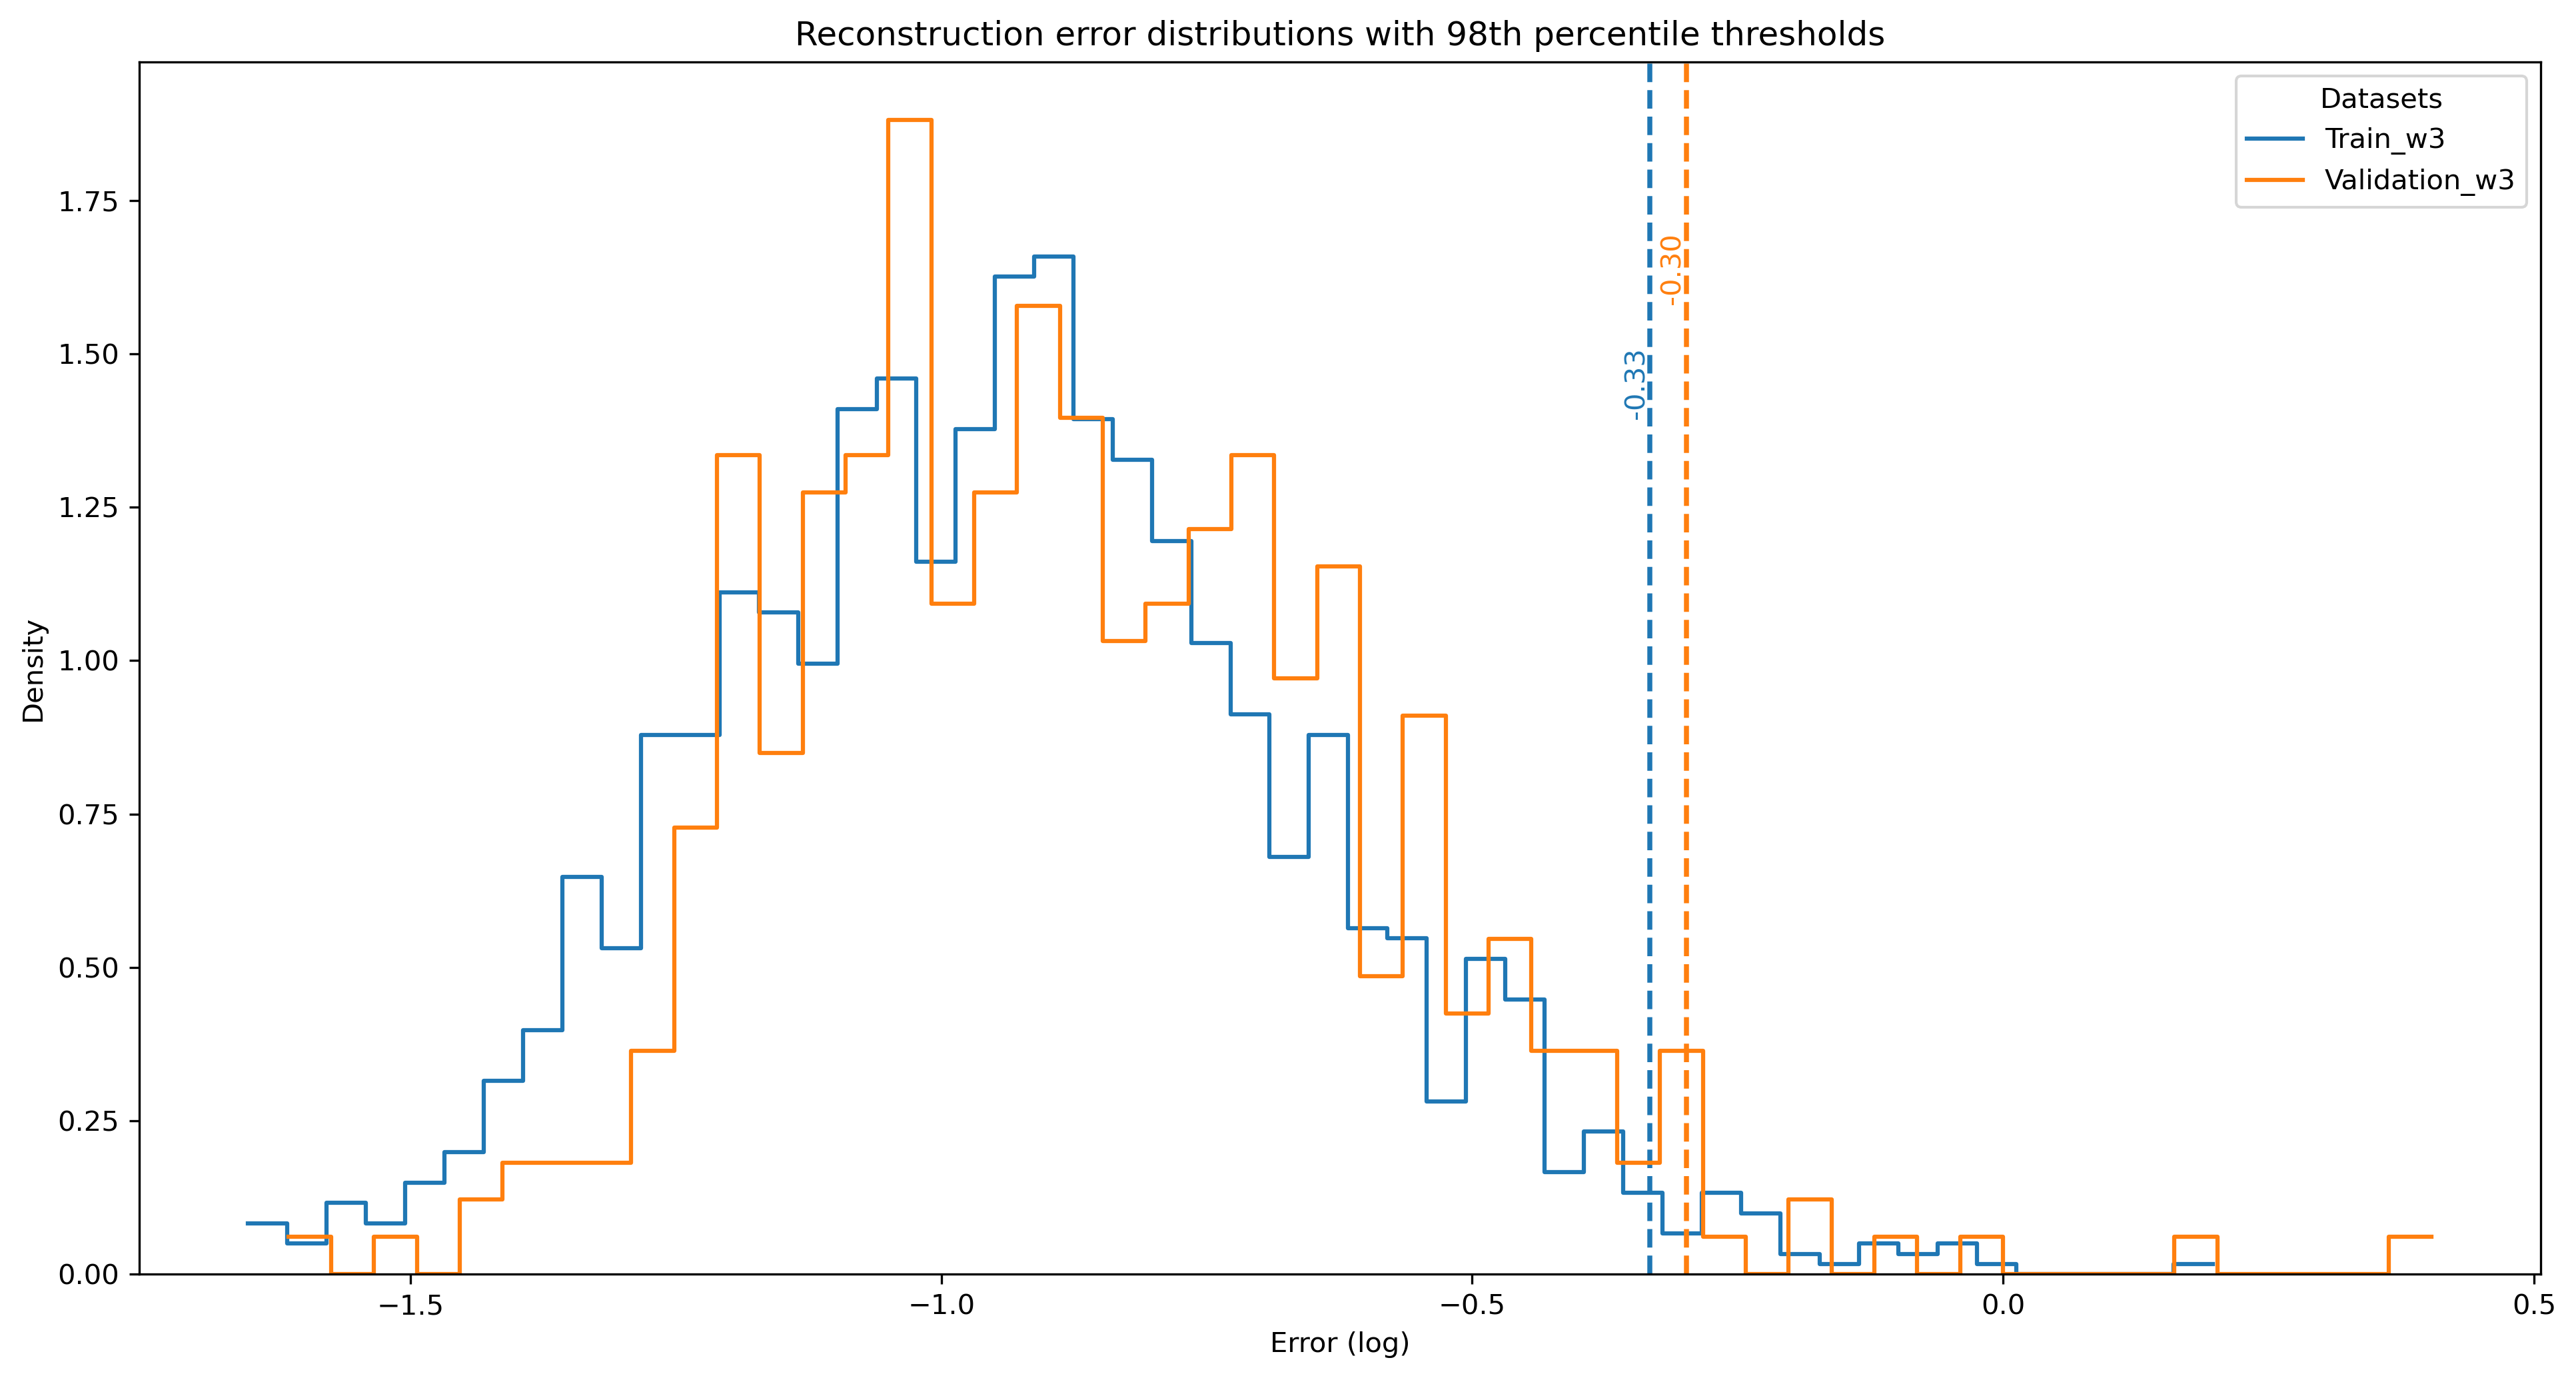 Reconstruction error distributions with 98th percentile thresholds
Datasets
Train_w3
Validation_w3
-0.30
-0.33
Density
1.75
1.50
1.25
1.00
0.75
0.50
0.25
0.00
−1.5
−1.0
−0.5
0.0
0.5
Error (log)